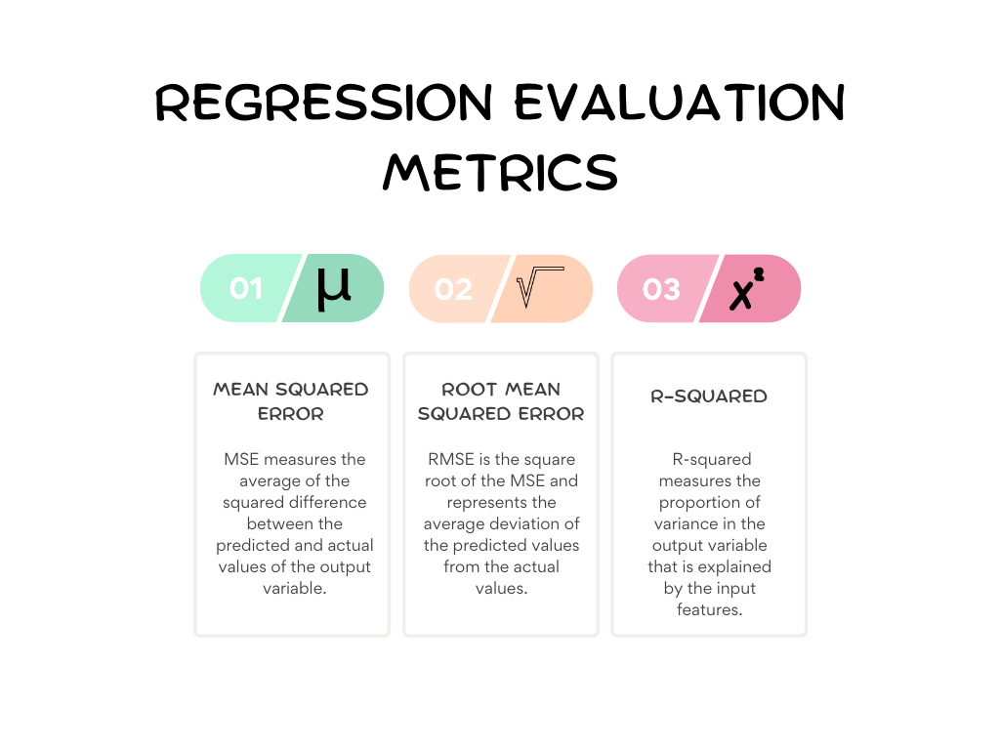 REGRESSION EVALUATION
METRICS
01 μ
02 √
03 x²
MEAN SQUARED
ERROR
MSE measures the
average of the
squared difference
between the
predicted and actual
values of the output
variable.
ROOT MEAN
SQUARED ERROR
RMSE is the square
root of the MSE and
represents the
average deviation of
the predicted values
from the actual
values.
R-SQUARED
R-squared
measures the
proportion of
variance in the
output variable
that is explained
by the input
features.